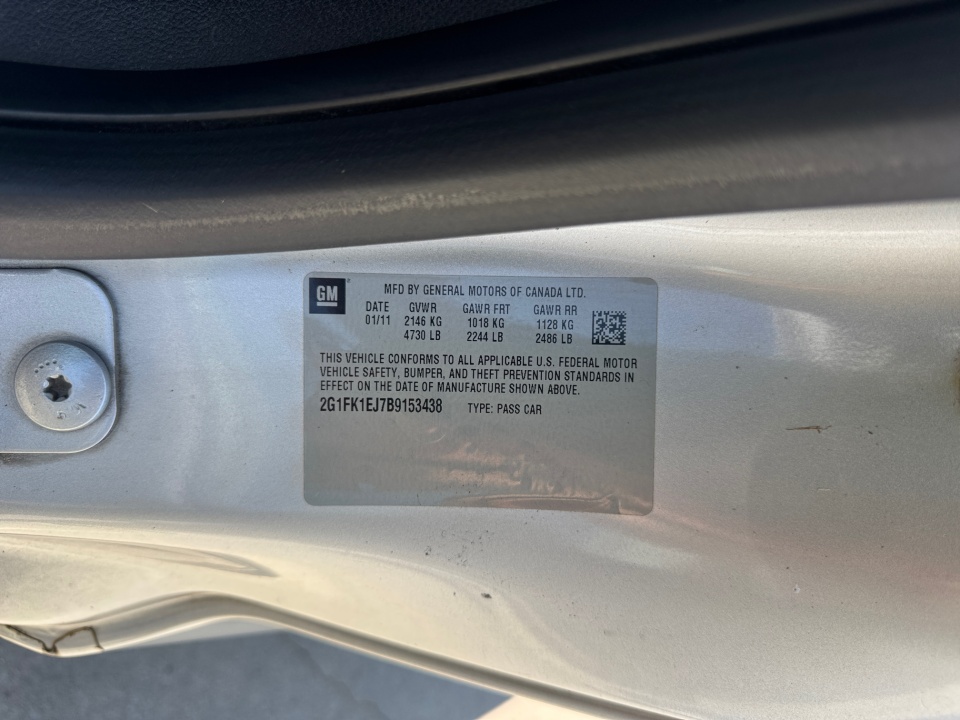 GM
MFD BY GENERAL MOTORS OF CANADA LTD.
DATE GVWR GAWR FRT GAWR RR
01/11 2146 KG 1018 KG 1128 KG
4730 LB 2244 LB 2486 LB
THIS VEHICLE CONFORMS TO ALL APPLICABLE U.S. FEDERAL MOTOR
VEHICLE SAFETY, BUMPER, AND THEFT PREVENTION STANDARDS IN
EFFECT ON THE DATE OF MANUFACTURE SHOWN ABOVE.
2G1FK1EJ7B9153438 TYPE: PASS CAR